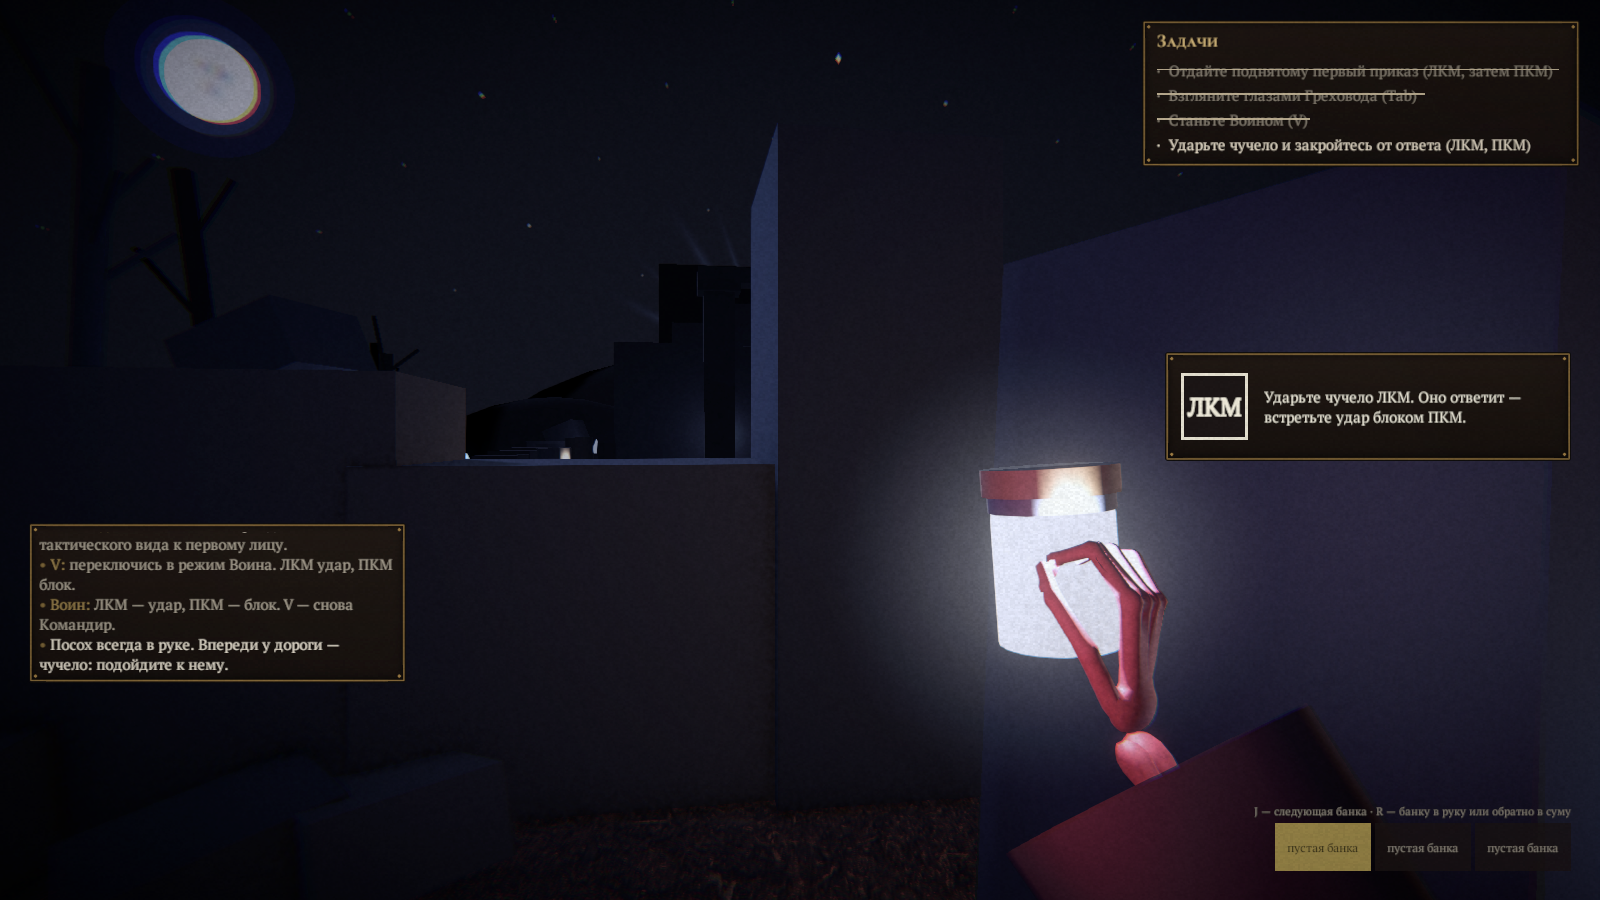 Задачи
· Отдайте поднятому первый приказ (ЛКМ, затем ПКМ)
· Взгляните глазами Греховода (Tab)
· Станьте Воином (V)
· Ударьте чучело и закройтесь от ответа (ЛКМ, ПКМ)
ЛКМ
Ударьте чучело ЛКМ. Оно ответит —
встретьте удар блоком ПКМ.
тактического вида к первому лицу.
• V: переключись в режим Воина. ЛКМ удар, ПКМ
блок.
• Воин: ЛКМ — удар, ПКМ — блок. V — снова
Командир.
• Посох всегда в руке. Впереди у дороги —
чучело: подойдите к нему.
J — следующая банка · R — банку в руку или обратно в суму
пустая банка
пустая банка
пустая банка